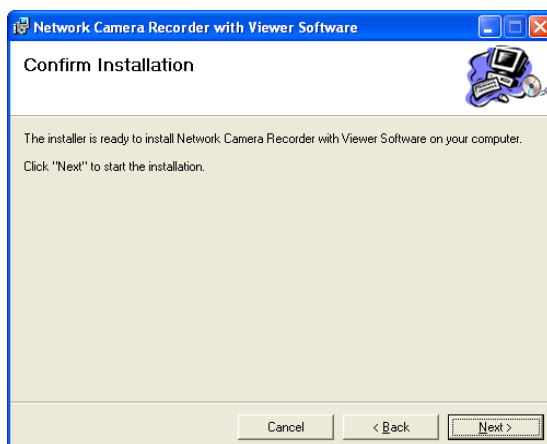 Network Camera Recorder with Viewer Software
Confirm Installation
The installer is ready to install Network Camera Recorder with Viewer Software on your computer.
Click "Next" to start the installation.
Cancel
< Back
Next >